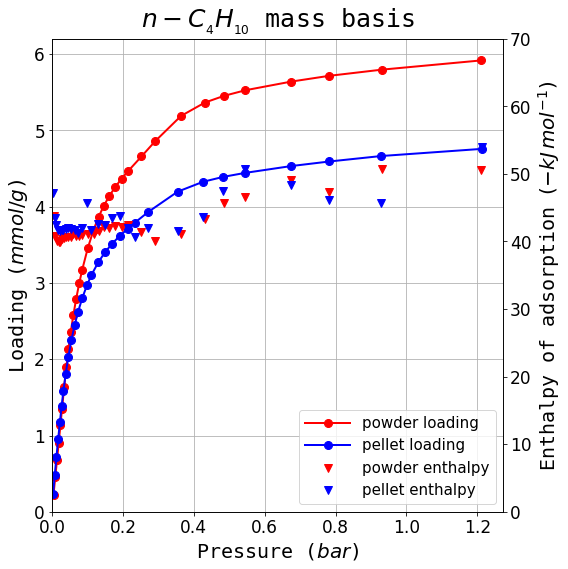 n − C₄H₁₀ mass basis
Loading (mmol/g)
0
1
2
3
4
5
6
Enthalpy of adsorption (−kJ mol⁻¹)
0
10
20
30
40
50
60
70
powder loading
pellet loading
powder enthalpy
pellet enthalpy
0.0 0.2 0.4 0.6 0.8 1.0 1.2
Pressure (bar)